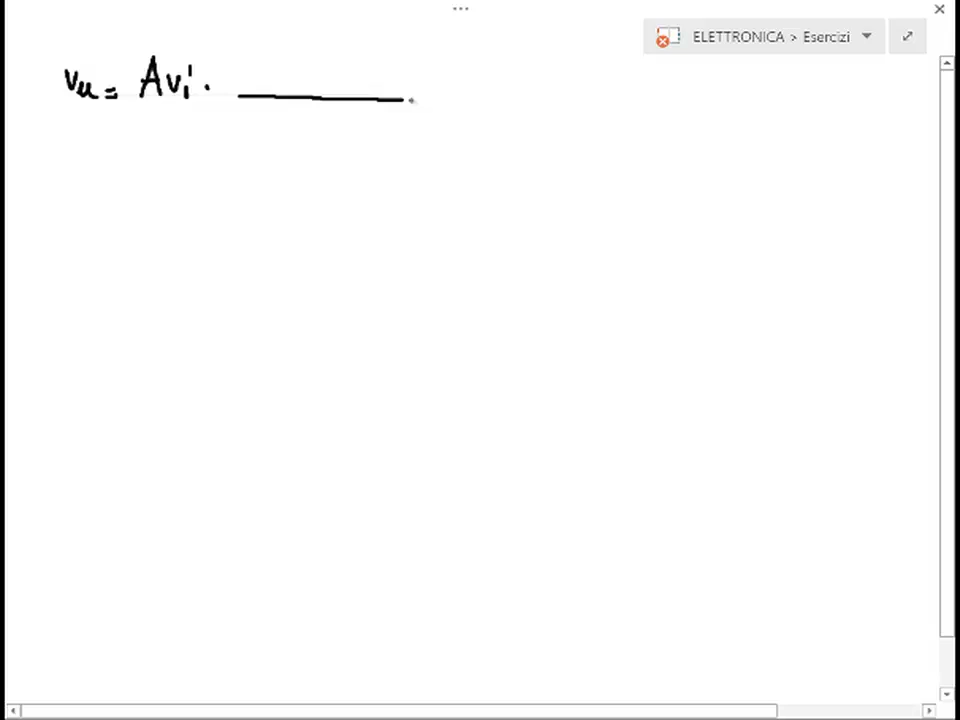 ELETTRONICA > Esercizi
vu = Avi' · ———